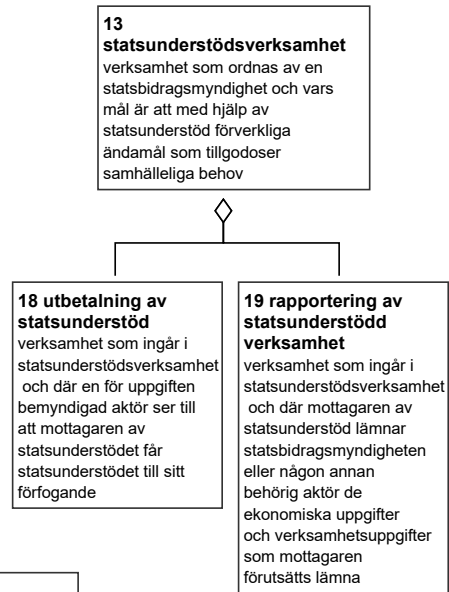 13
statsunderstödsverksamhet
verksamhet som ordnas av en
statsbidragsmyndighet och vars
mål är att med hjälp av
statsunderstöd förverkliga
ändamål som tillgodoser
samhälleliga behov
18 utbetalning av
statsunderstöd
verksamhet som ingår i
statsunderstödsverksamhet
och där en för uppgiften
bemyndigad aktör ser till
att mottagaren av
statsunderstödet får
statsunderstödet till sitt
förfogande
19 rapportering av
statsunderstödd
verksamhet
verksamhet som ingår i
statsunderstödsverksamhet
och där mottagaren av
statsunderstöd lämnar
statsbidragsmyndigheten
eller någon annan
behörig aktör de
ekonomiska uppgifter
och verksamhetsuppgifter
som mottagaren
förutsätts lämna